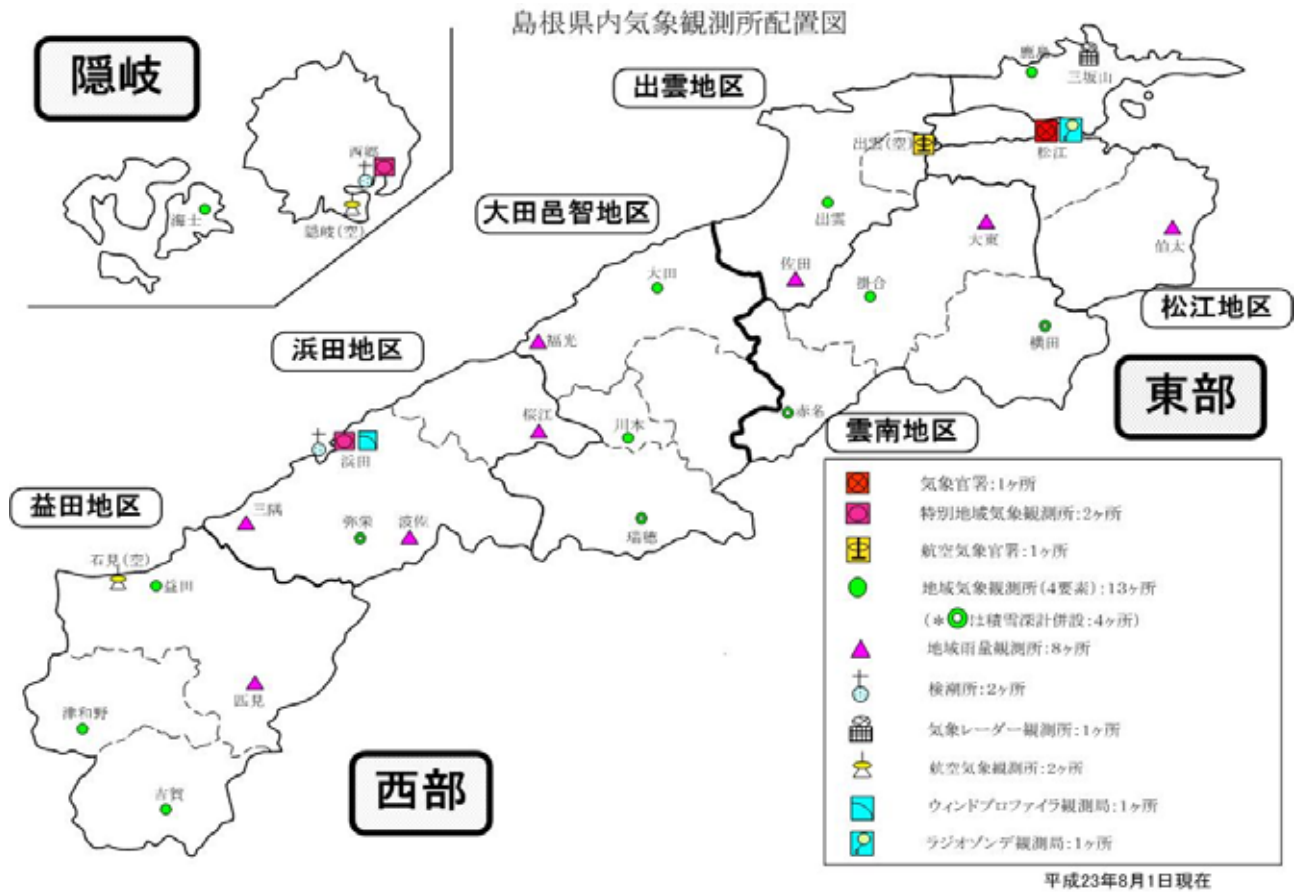 島根県内気象観測所配置図
隠岐
西郷
海士
隠岐(空)
出雲地区
鹿島
三坂山
出雲(空)
松江
出雲
大東
伯太
佐田
掛合
横田
松江地区
大田邑智地区
大田
福光
桜江
川本
赤名
瑞穂
東部
雲南地区
浜田地区
浜田
三隅
弥栄
波佐
益田地区
石見(空)
益田
匹見
津和野
吉賀
西部
気象官署:1ヶ所
特別地域気象観測所:2ヶ所
航空気象官署:1ヶ所
地域気象観測所(4要素):13ヶ所
(*◎は積雪深計併設:4ヶ所)
地域雨量観測所:8ヶ所
検潮所:2ヶ所
気象レーダー観測所:1ヶ所
航空気象観測所:2ヶ所
ウィンドプロファイラ観測局:1ヶ所
ラジオゾンデ観測局:1ヶ所
平成23年8月1日現在